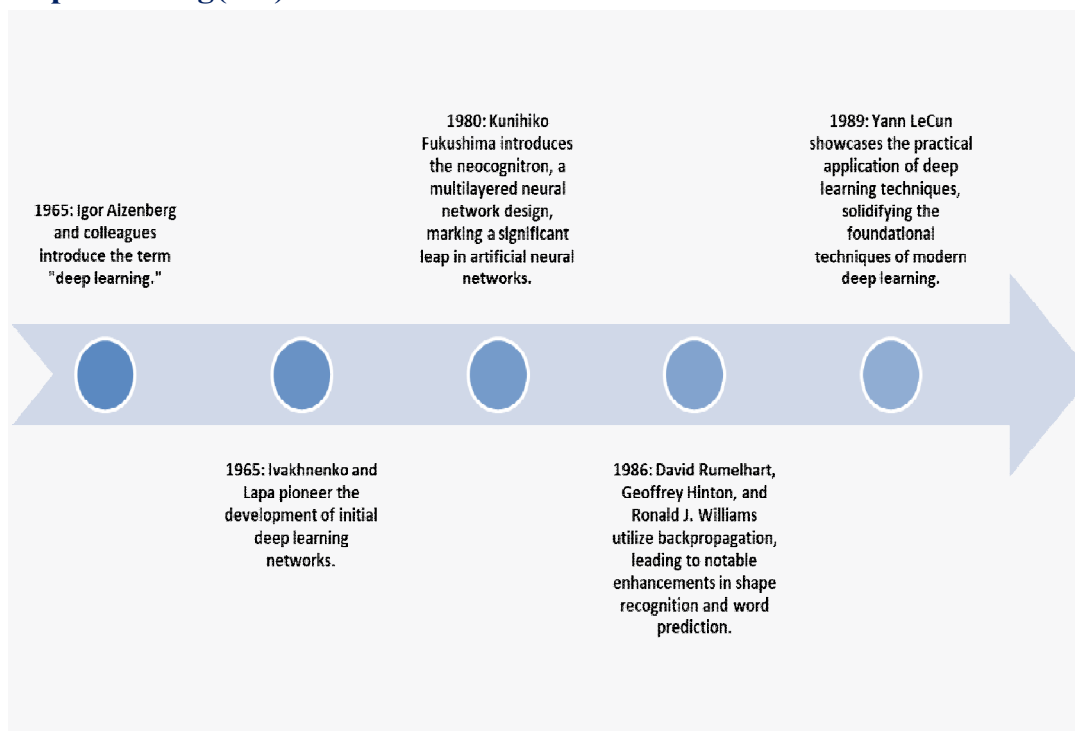 1965: Igor Aizenberg
and colleagues
introduce the term
"deep learning."
1965: Ivakhnenko and
Lapa pioneer the
development of initial
deep learning
networks.
1980: Kunihiko
Fukushima introduces
the neocognitron, a
multilayered neural
network design,
marking a significant
leap in artificial neural
networks.
1986: David Rumelhart,
Geoffrey Hinton, and
Ronald J. Williams
utilize backpropagation,
leading to notable
enhancements in shape
recognition and word
prediction.
1989: Yann LeCun
showcases the practical
application of deep
learning techniques,
solidifying the
foundational
techniques of modern
deep learning.